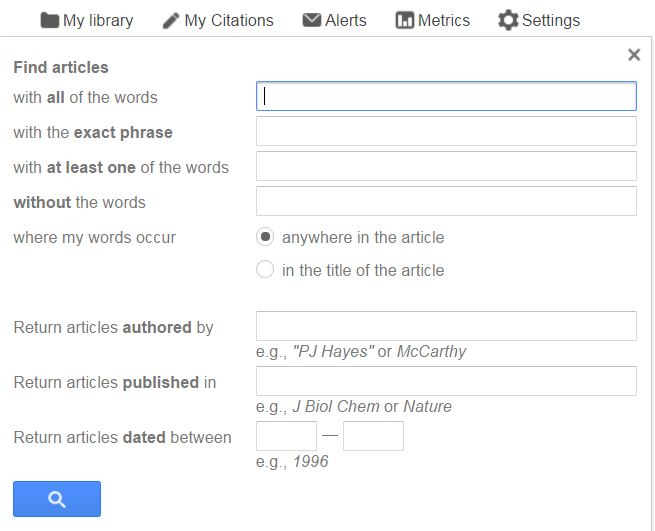 My library My Citations Alerts Metrics Settings
Find articles
with all of the words
with the exact phrase
with at least one of the words
without the words
where my words occur anywhere in the article
in the title of the article
Return articles authored by
e.g., "PJ Hayes" or McCarthy
Return articles published in
e.g., J Biol Chem or Nature
Return articles dated between —
e.g., 1996